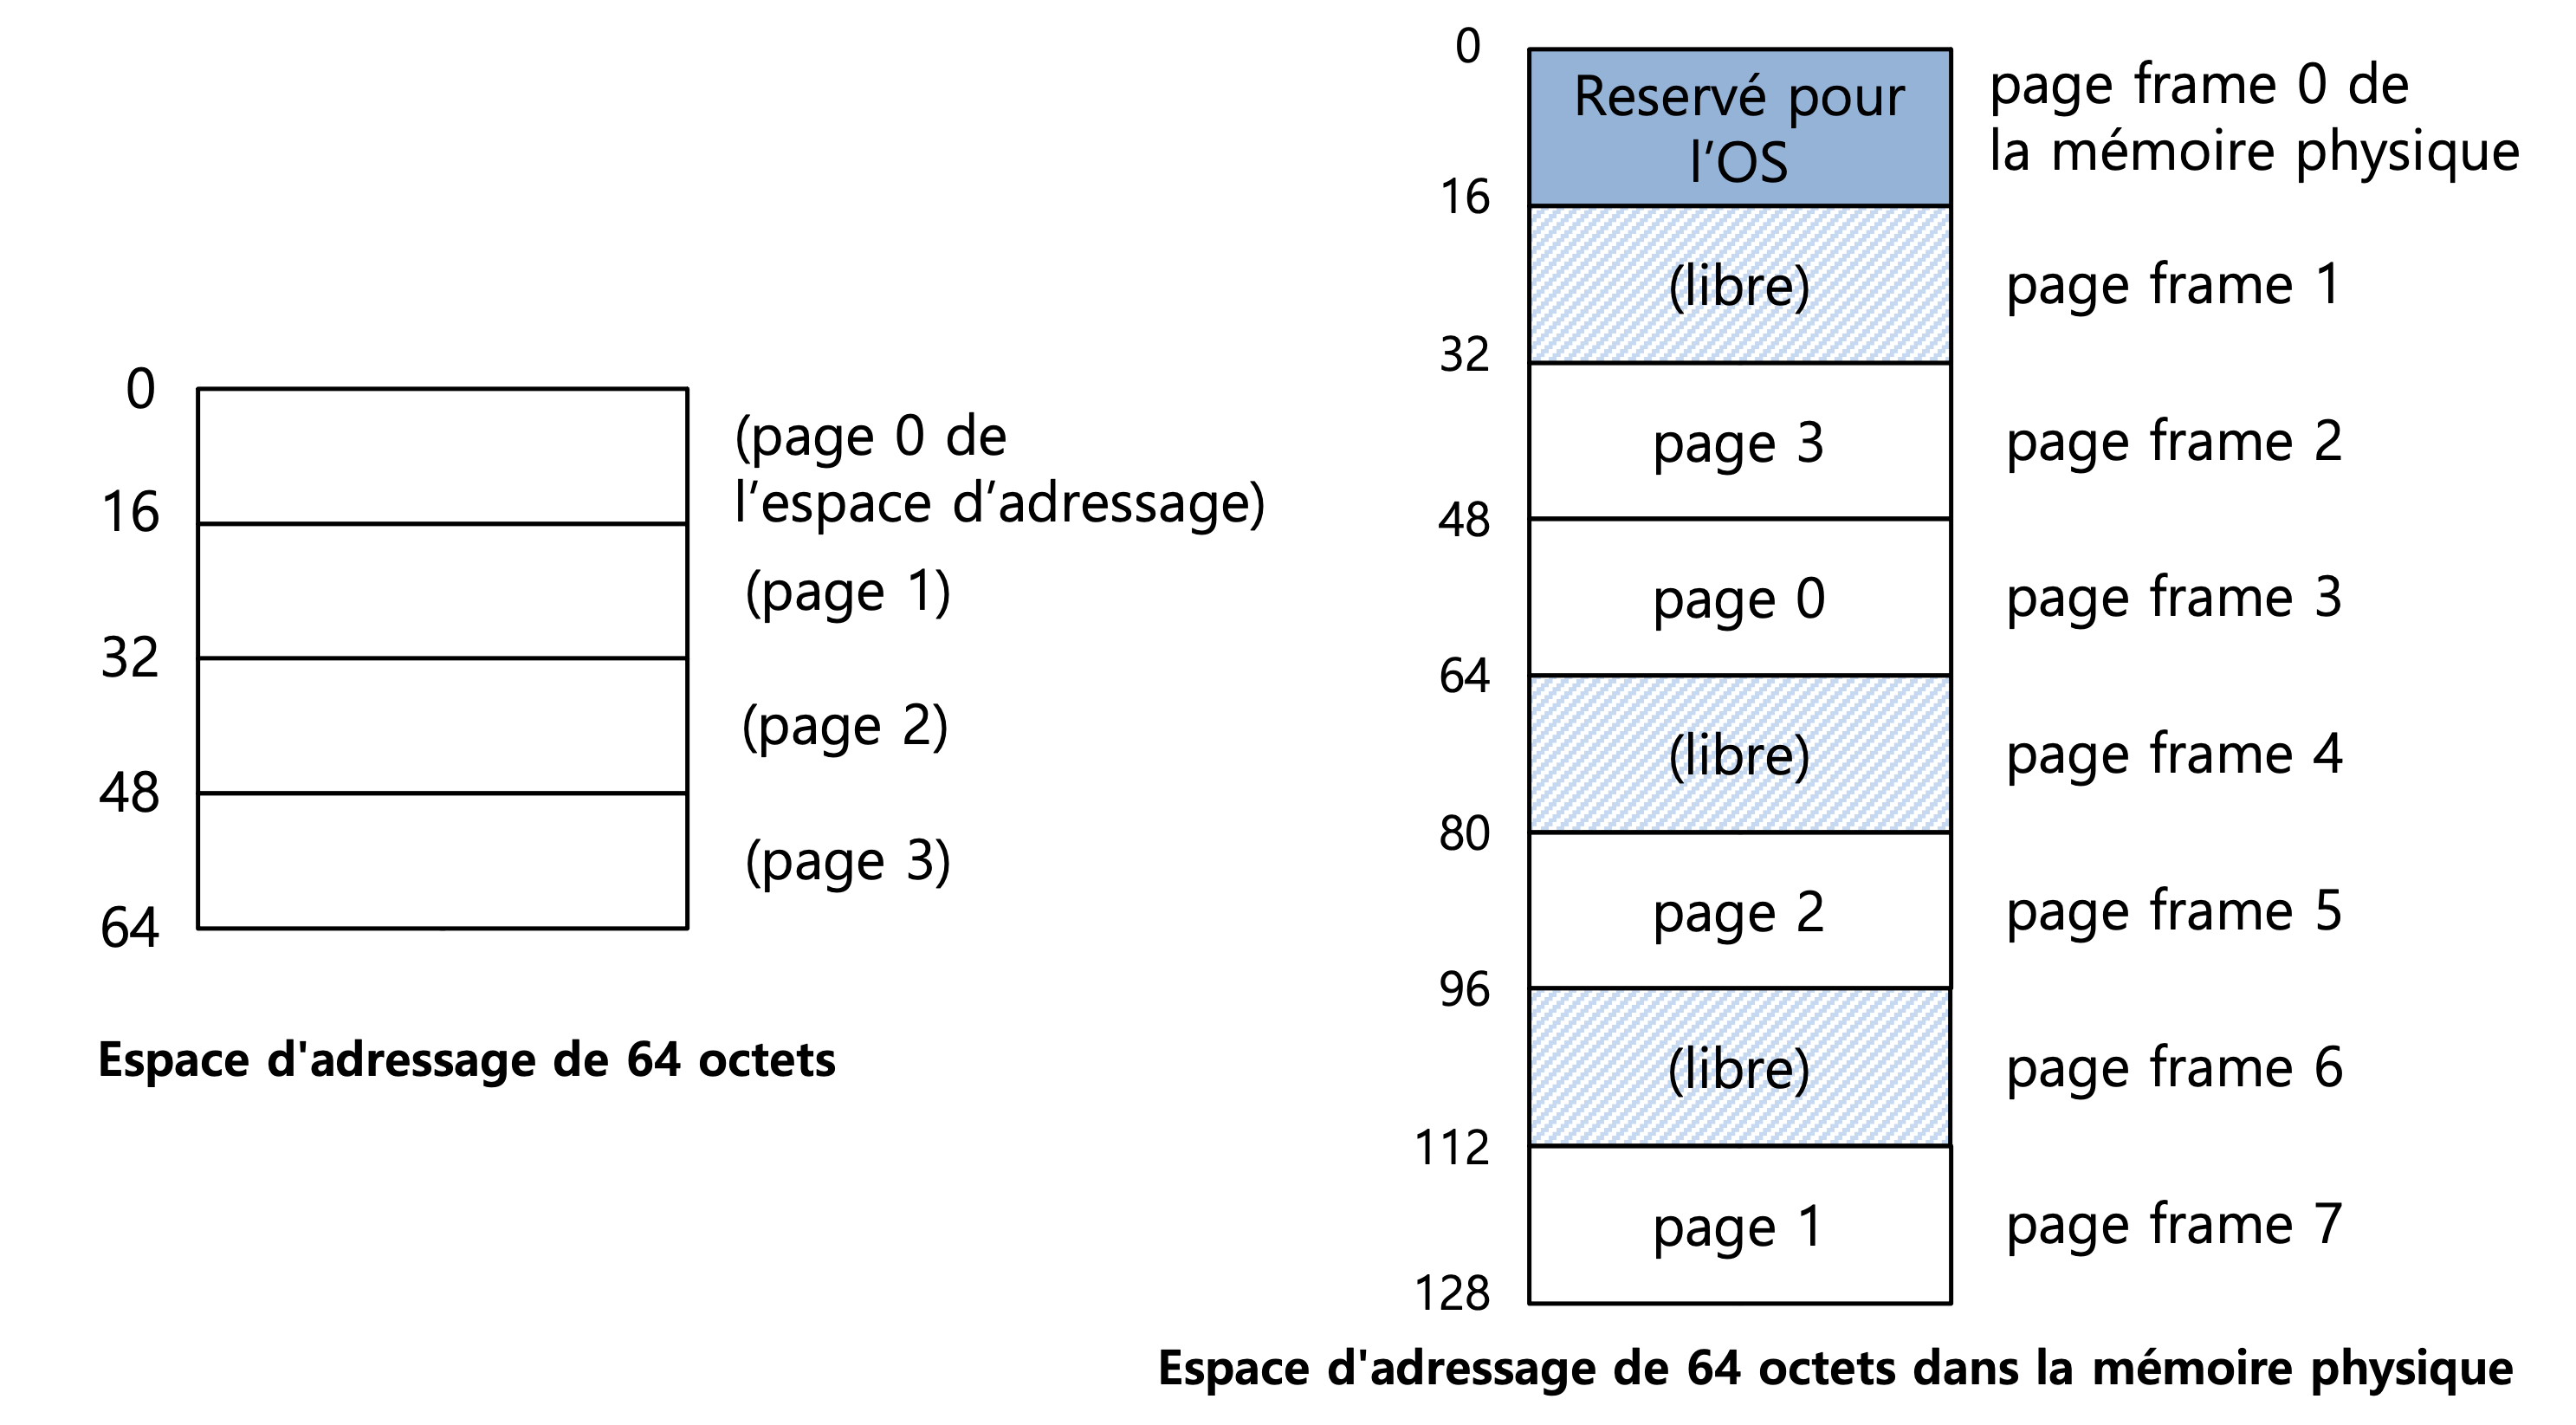 0
(page 0 de
l’espace d’adressage)
16
(page 1)
32
(page 2)
48
(page 3)
64
Espace d'adressage de 64 octets
0
Reservé pour
l’OS
page frame 0 de
la mémoire physique
16
(libre)
page frame 1
32
page 3
page frame 2
48
page 0
page frame 3
64
(libre)
page frame 4
80
page 2
page frame 5
96
(libre)
page frame 6
112
page 1
page frame 7
128
Espace d'adressage de 64 octets dans la mémoire physique